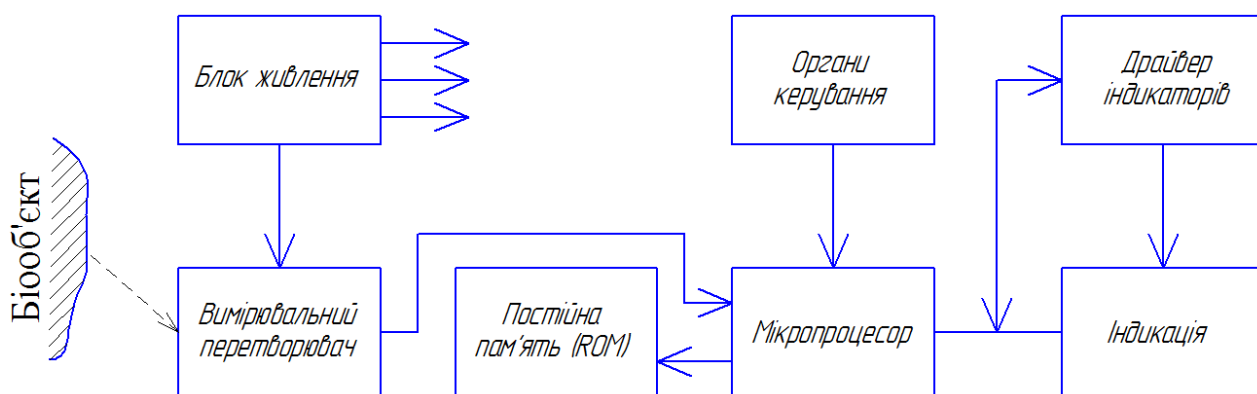 Блок живлення
Органи
керування
Драйвер
індикаторів
Біооб'єкт
Вимірювальний
перетворювач
Постійна
пам'ять (ROM)
Мікропроцесор
Індикація